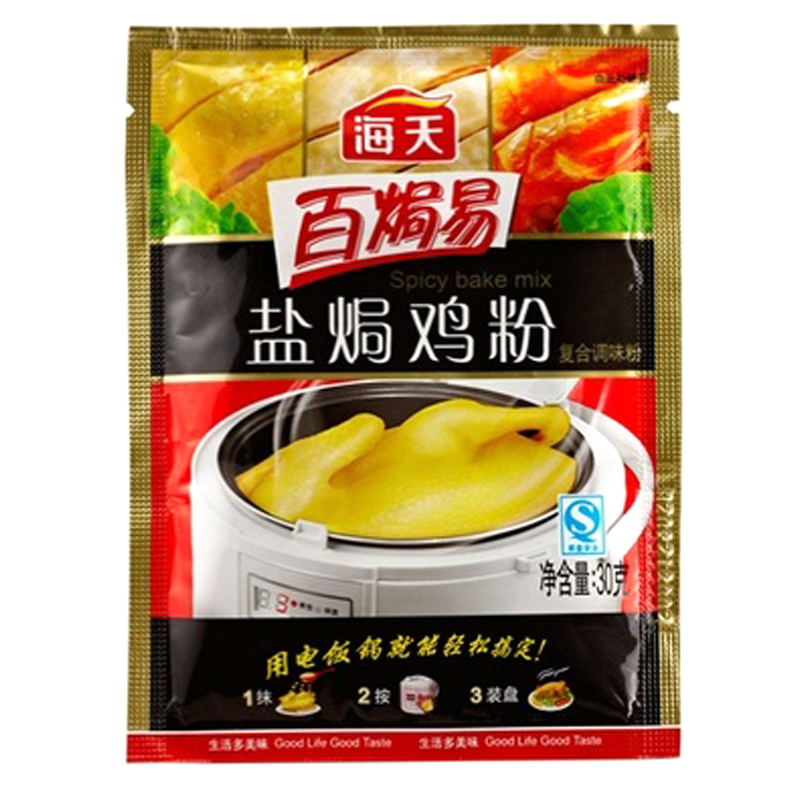 海天
百焗易
Spicy bake mix
盐焗鸡粉
复合调味粉
净含量:30克
用电饭锅就能轻松搞定!
1抹 2按 3装盘
生活多美味 Good Life Good Taste 生活多美味 Good Life Good Taste